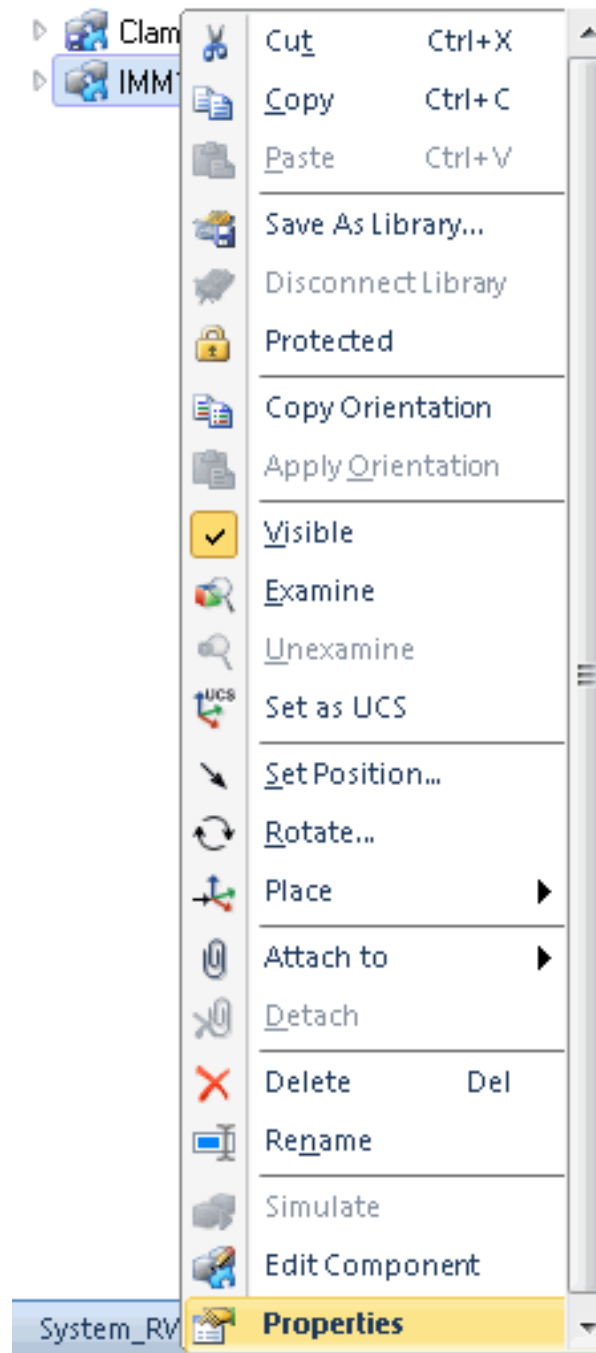 Clam
IMM1
Cut Ctrl+X
Copy Ctrl+C
Paste Ctrl+V
Save As Library...
Disconnect Library
Protected
Copy Orientation
Apply Orientation
Visible
Examine
Unexamine
UCS
Set as UCS
Set Position...
Rotate...
Place
Attach to
Detach
Delete Del
Rename
Simulate
Edit Component
System_RV
Properties